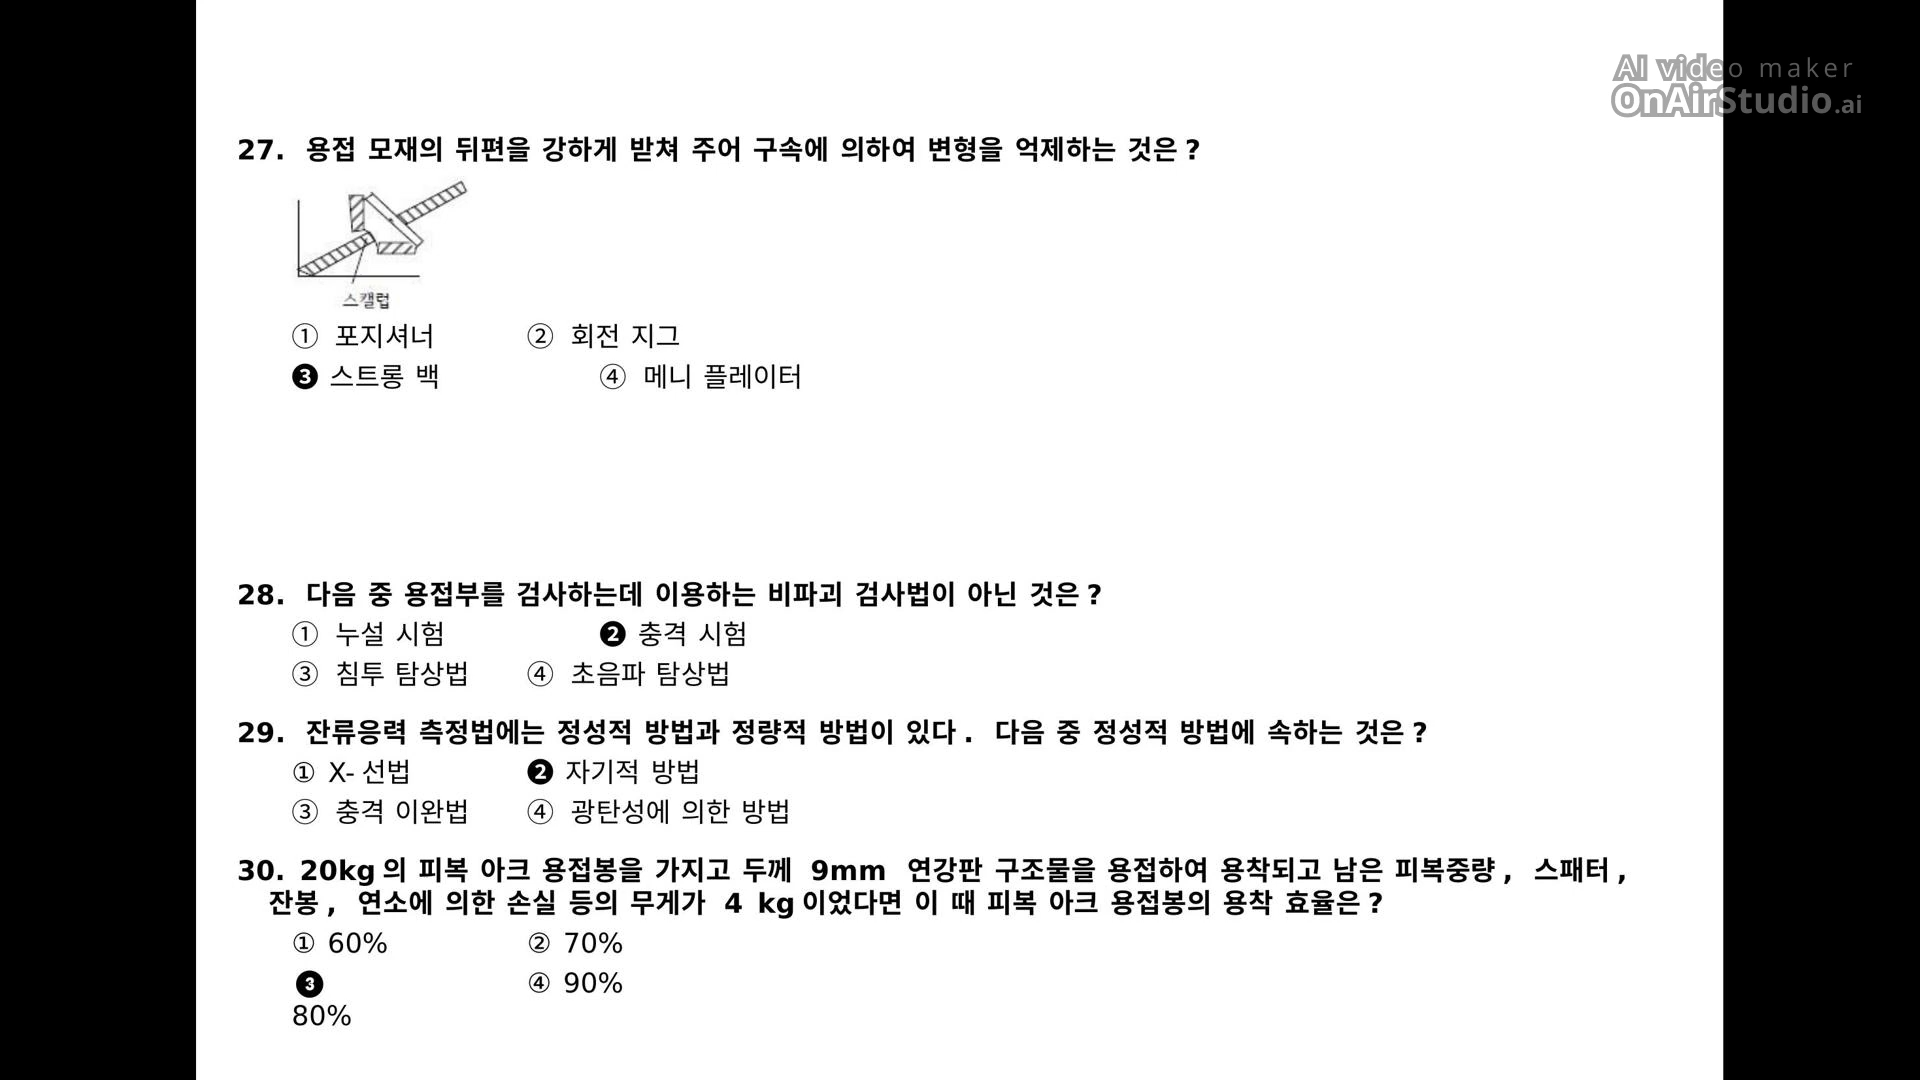 AI video maker
OnAirStudio.ai
27. 용접 모재의 뒤편을 강하게 받쳐 주어 구속에 의하여 변형을 억제하는 것은?
스캘럽
① 포지셔너 ② 회전 지그
❸ 스트롱 백 ④ 메니 플레이터
28. 다음 중 용접부를 검사하는데 이용하는 비파괴 검사법이 아닌 것은?
① 누설 시험 ❷ 충격 시험
③ 침투 탐상법 ④ 초음파 탐상법
29. 잔류응력 측정법에는 정성적 방법과 정량적 방법이 있다. 다음 중 정성적 방법에 속하는 것은?
① X-선법 ❷ 자기적 방법
③ 충격 이완법 ④ 광탄성에 의한 방법
30. 20kg의 피복 아크 용접봉을 가지고 두께 9mm 연강판 구조물을 용접하여 용착되고 남은 피복중량, 스패터,
잔봉, 연소에 의한 손실 등의 무게가 4 kg이었다면 이 때 피복 아크 용접봉의 용착 효율은?
① 60% ② 70%
❸ ④ 90%
80%